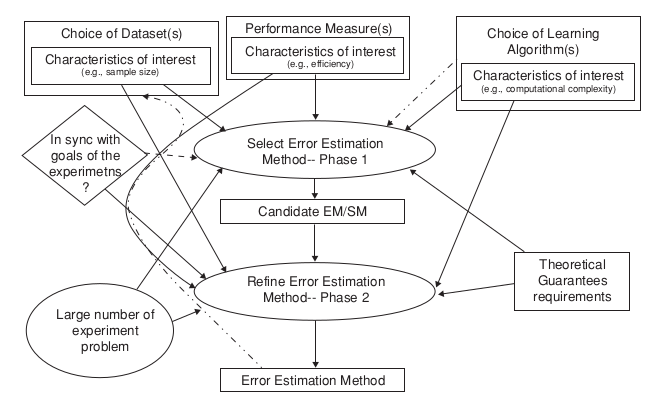 Choice of Dataset(s)
Characteristics of interest
(e.g., sample size)
Performance Measure(s)
Characteristics of interest
(e.g., efficiency)
Choice of Learning
Algorithm(s)
Characteristics of interest
(e.g., computational complexity)
In sync with
goals of the
experimetns
?
Select Error Estimation
Method-- Phase 1
Candidate EM/SM
Refine Error Estimation
Method-- Phase 2
Theoretical
Guarantees
requirements
Large number of
experiment
problem
Error Estimation Method